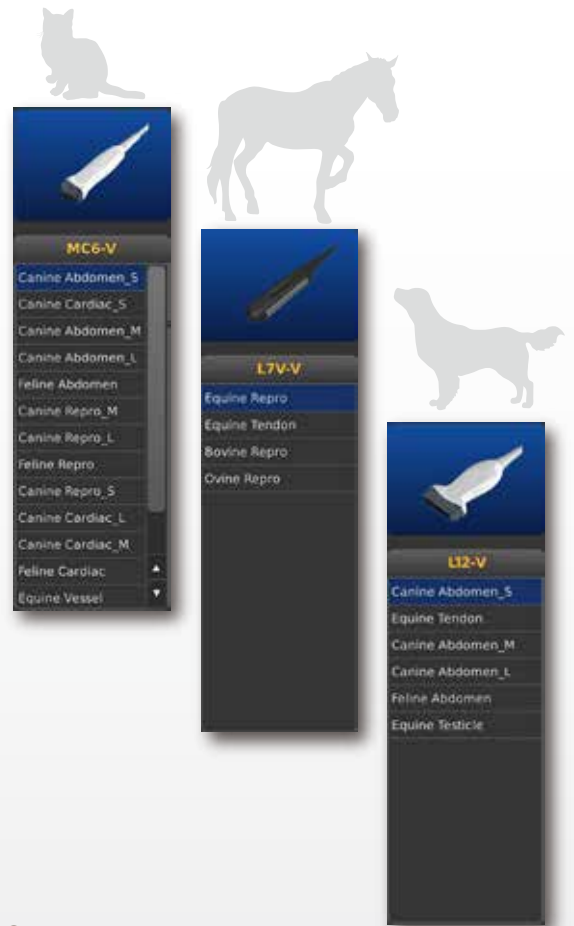 MC6-V
Canine Abdomen_S
Canine Cardiac_S
Canine Abdomen_M
Canine Abdomen_L
Feline Abdomen
Canine Repro_M
Canine Repro_L
Feline Repro
Canine Repro_S
Canine Cardiac_L
Canine Cardiac_M
Feline Cardiac
Equine Vessel
L7V-V
Equine Repro
Equine Tendon
Bovine Repro
Ovine Repro
L12-V
Canine Abdomen_S
Equine Tendon
Canine Abdomen_M
Canine Abdomen_L
Feline Abdomen
Equine Testicle